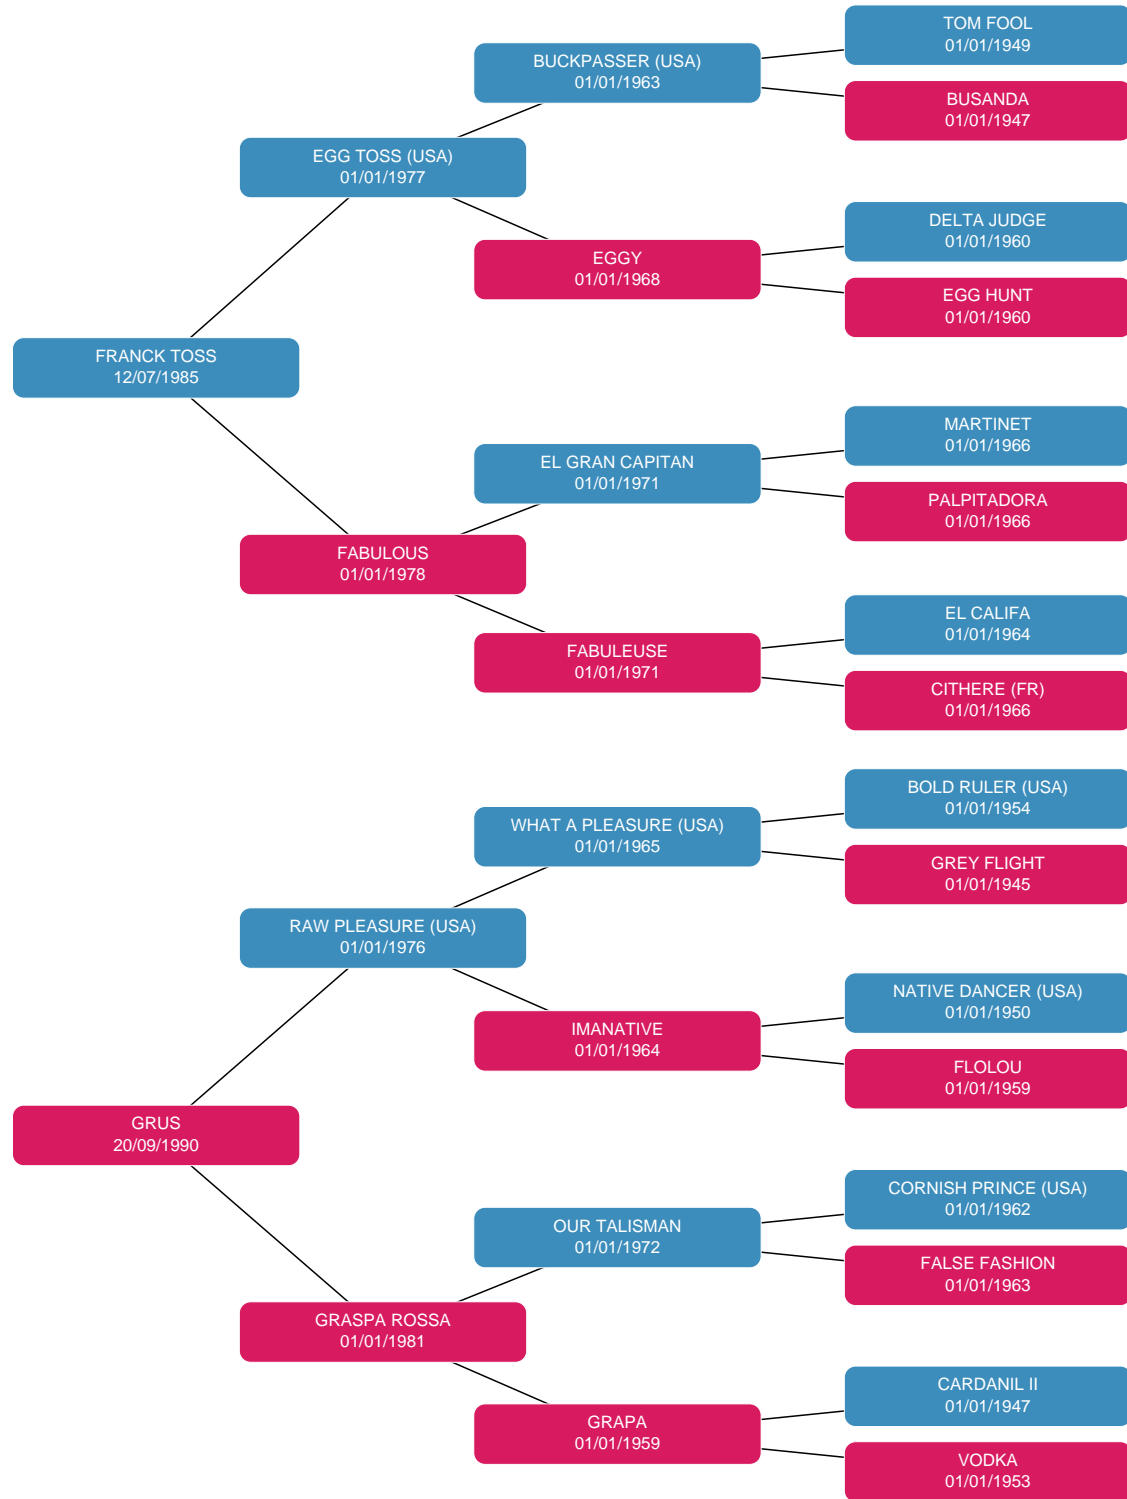 TOM FOOL
01/01/1949
BUCKPASSER (USA)
01/01/1963
BUSANDA
01/01/1947
EGG TOSS (USA)
01/01/1977
DELTA JUDGE
01/01/1960
EGGY
01/01/1968
EGG HUNT
01/01/1960
FRANCK TOSS
12/07/1985
MARTINET
01/01/1966
EL GRAN CAPITAN
01/01/1971
PALPITADORA
01/01/1966
FABULOUS
01/01/1978
EL CALIFA
01/01/1964
FABULEUSE
01/01/1971
CITHERE (FR)
01/01/1966
BOLD RULER (USA)
01/01/1954
WHAT A PLEASURE (USA)
01/01/1965
GREY FLIGHT
01/01/1945
RAW PLEASURE (USA)
01/01/1976
NATIVE DANCER (USA)
01/01/1950
IMANATIVE
01/01/1964
FLOLOU
01/01/1959
GRUS
20/09/1990
CORNISH PRINCE (USA)
01/01/1962
OUR TALISMAN
01/01/1972
FALSE FASHION
01/01/1963
GRASPA ROSSA
01/01/1981
CARDANIL II
01/01/1947
GRAPA
01/01/1959
VODKA
01/01/1953